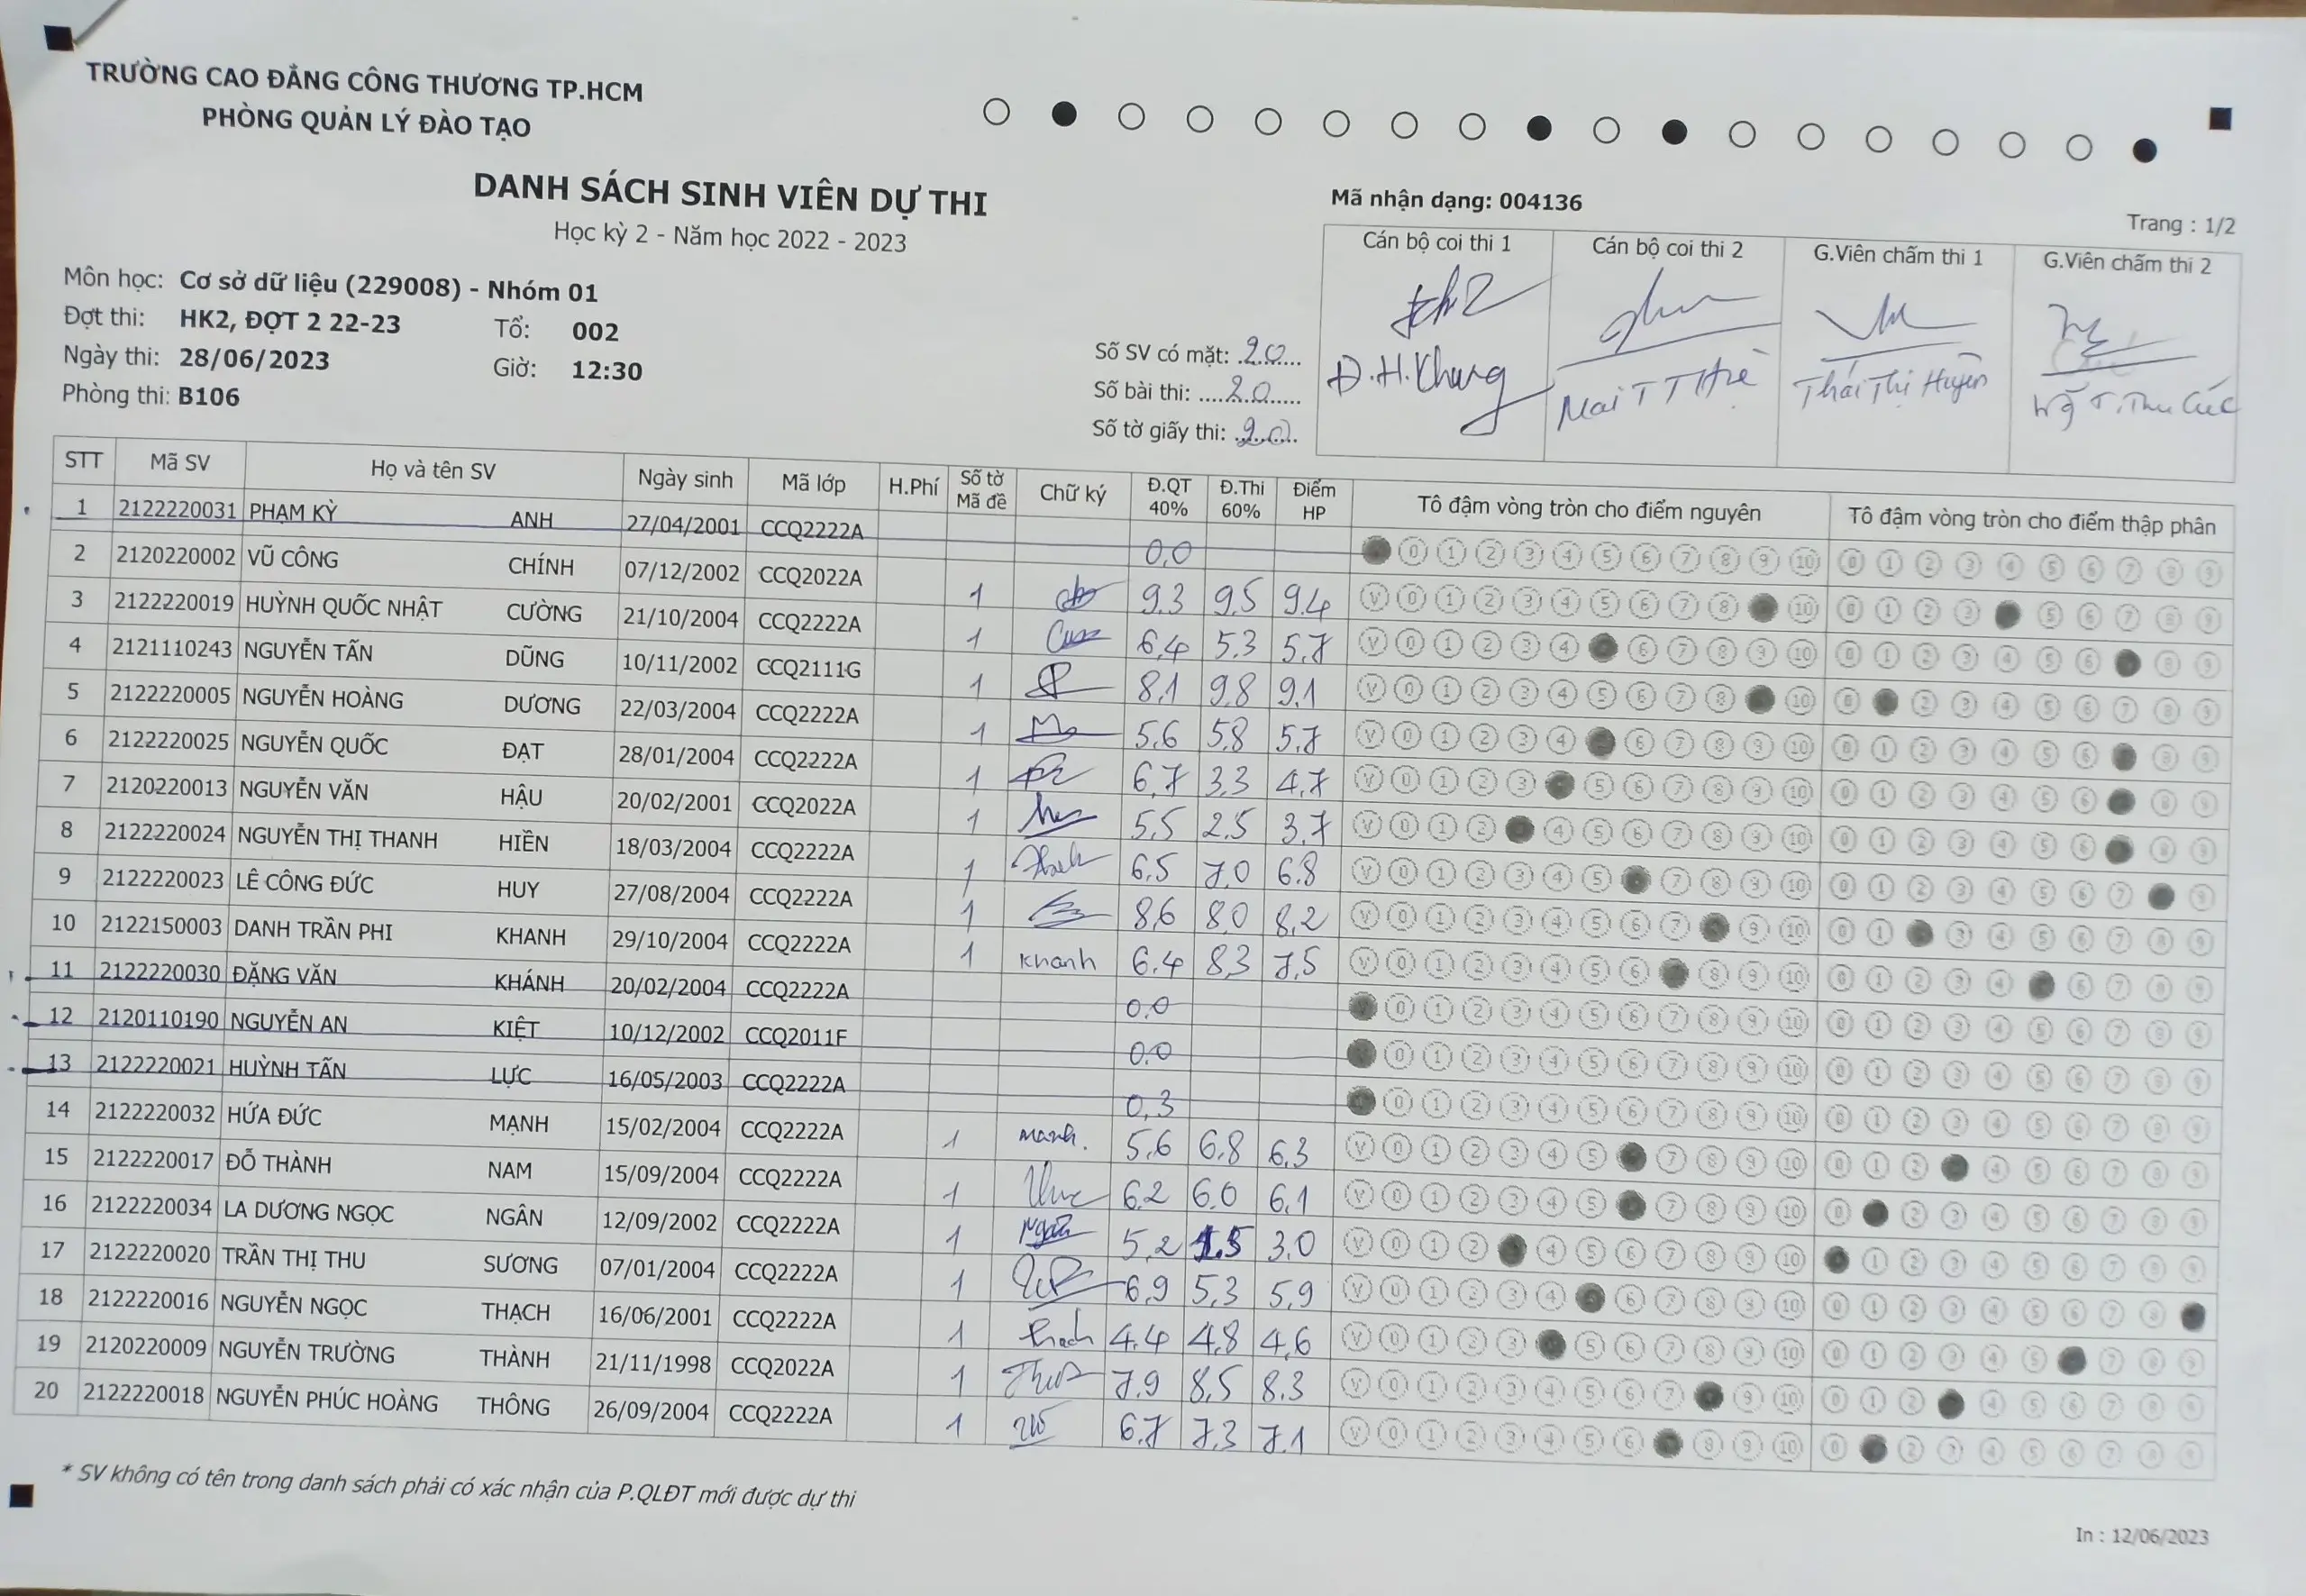 TRƯỜNG CAO ĐẲNG CÔNG THƯƠNG TP.HCM
PHÒNG QUẢN LÝ ĐÀO TẠO
DANH SÁCH SINH VIÊN DỰ THI
Học kỳ 2 - Năm học 2022 - 2023
Mã nhận dạng: 004136
Trang : 1/2
Môn học: Cơ sở dữ liệu (229008) - Nhóm 01
Đợt thi: HK2, ĐỢT 2 22-23 Tổ: 002
Ngày thi: 28/06/2023 Giờ: 12:30
Phòng thi: B106
Số SV có mặt: 20
Số bài thi: 20
Số tờ giấy thi: 20
Cán bộ coi thi 1 Cán bộ coi thi 2 G.Viên chấm thi 1 G.Viên chấm thi 2
Đ.H.Khang Mai T T Thái Thị Huyền T.Thu Cúc
STT Mã SV Họ và tên SV Ngày sinh Mã lớp H.Phí Số tờ Mã đề Chữ ký Đ.QT 40% Đ.Thi 60% Điểm HP Tô đậm vòng tròn cho điểm nguyên Tô đậm vòng tròn cho điểm thập phân
1 2122220031 PHẠM KỲ ANH 27/04/2001 CCQ2222A 0,0
2 2120220002 VŨ CÔNG CHÍNH 07/12/2002 CCQ2022A 1 9.3 9,5 9.4
3 2122220019 HUỲNH QUỐC NHẬT CƯỜNG 21/10/2004 CCQ2222A 1 6,4 5.3 5.7
4 2121110243 NGUYỄN TẤN DŨNG 10/11/2002 CCQ2111G 1 8,1 9.8 9.1
5 2122220005 NGUYỄN HOÀNG DƯƠNG 22/03/2004 CCQ2222A 1 5.6 5.8 5.7
6 2122220025 NGUYỄN QUỐC ĐẠT 28/01/2004 CCQ2222A 1 6,7 3.3 4.7
7 2120220013 NGUYỄN VĂN HẬU 20/02/2001 CCQ2022A 1 5,5 2.5 3.7
8 2122220024 NGUYỄN THỊ THANH HIỀN 18/03/2004 CCQ2222A 1 6.5 7.0 6.8
9 2122220023 LÊ CÔNG ĐỨC HUY 27/08/2004 CCQ2222A 1 8,6 8.0 8,2
10 2122150003 DANH TRẦN PHI KHANH 29/10/2004 CCQ2222A 1 Khanh 6.4 8,3 7,5
11 2122220030 ĐẶNG VĂN KHÁNH 20/02/2004 CCQ2222A 0.0
12 2120110190 NGUYỄN AN KIỆT 10/12/2002 CCQ2011F 0.0
13 2122220021 HUỲNH TẤN LỰC 16/05/2003 CCQ2222A 0,3
14 2122220032 HỨA ĐỨC MẠNH 15/02/2004 CCQ2222A 1 Manh. 5,6 6,8 6,3
15 2122220017 ĐỖ THÀNH NAM 15/09/2004 CCQ2222A 1 6.2 6.0 6,1
16 2122220034 LA DƯƠNG NGỌC NGÂN 12/09/2002 CCQ2222A 1 Ngân 5,2 1.5 3.0
17 2122220020 TRẦN THỊ THU SƯƠNG 07/01/2004 CCQ2222A 1 6,9 5,3 5,9
18 2122220016 NGUYỄN NGỌC THẠCH 16/06/2001 CCQ2222A 1 thạch 4.4 4,8 4,6
19 2120220009 NGUYỄN TRƯỜNG THÀNH 21/11/1998 CCQ2022A 1 7.9 8,5 8.3
20 2122220018 NGUYỄN PHÚC HOÀNG THÔNG 26/09/2004 CCQ2222A 1 6.7 7,3 7.1
* SV không có tên trong danh sách phải có xác nhận của P.QLĐT mới được dự thi
In : 12/06/2023